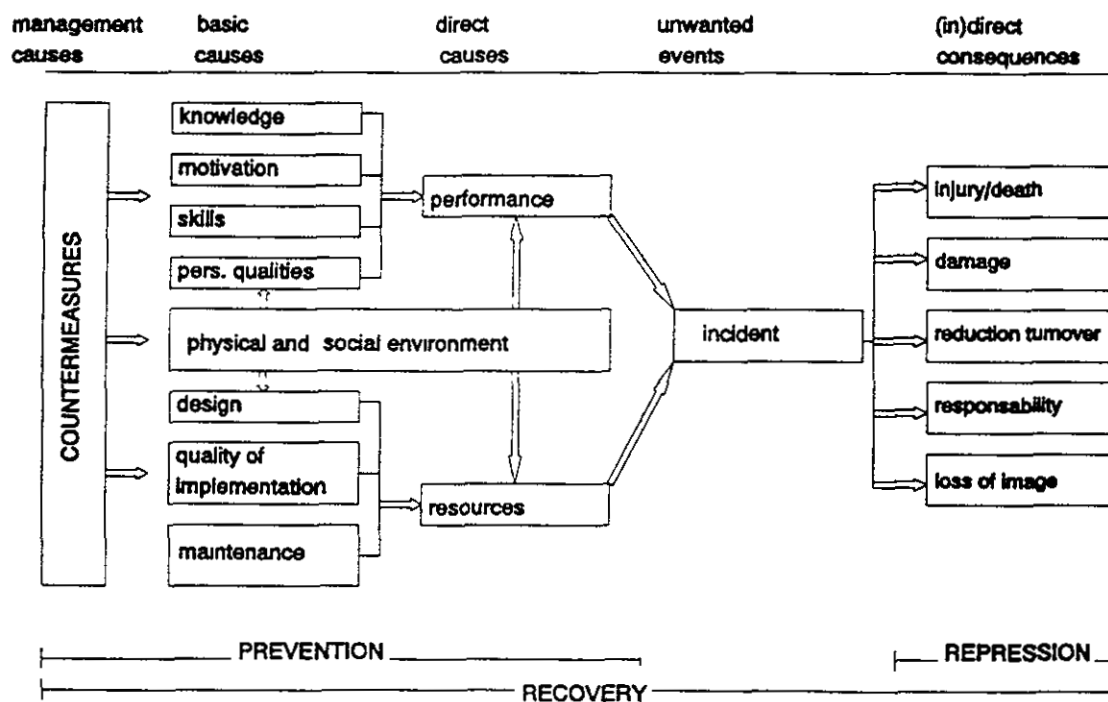 management causes
basic causes
direct causes
unwanted events
(in)direct consequences
COUNTERMEASURES
knowledge
motivation
skills
pers. qualities
physical and social environment
design
quality of
implementation
maintenance
performance
resources
incident
injury/death
damage
reduction turnover
responsability
loss of image
PREVENTION
REPRESSION
RECOVERY